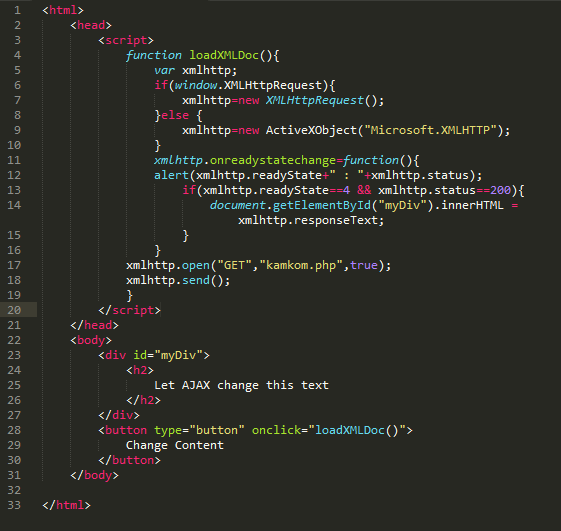 1 <html>
2 <head>
3 <script>
4 function loadXMLDoc(){
5 var xmlhttp;
6 if(window.XMLHttpRequest){
7 xmlhttp=new XMLHttpRequest();
8 }else {
9 xmlhttp=new ActiveXObject("Microsoft.XMLHTTP");
10 }
11 xmlhttp.onreadystatechange=function(){
12 alert(xmlhttp.readyState+" : "+xmlhttp.status);
13 if(xmlhttp.readyState==4 && xmlhttp.status==200){
14 document.getElementById("myDiv").innerHTML =
xmlhttp.responseText;
15 }
16 }
17 xmlhttp.open("GET","kamkom.php",true);
18 xmlhttp.send();
19 }
20 </script>
21 </head>
22 <body>
23 <div id="myDiv">
24 <h2>
25 Let AJAX change this text
26 </h2>
27 </div>
28 <button type="button" onclick="loadXMLDoc()">
29 Change Content
30 </button>
31 </body>
32
33 </html>